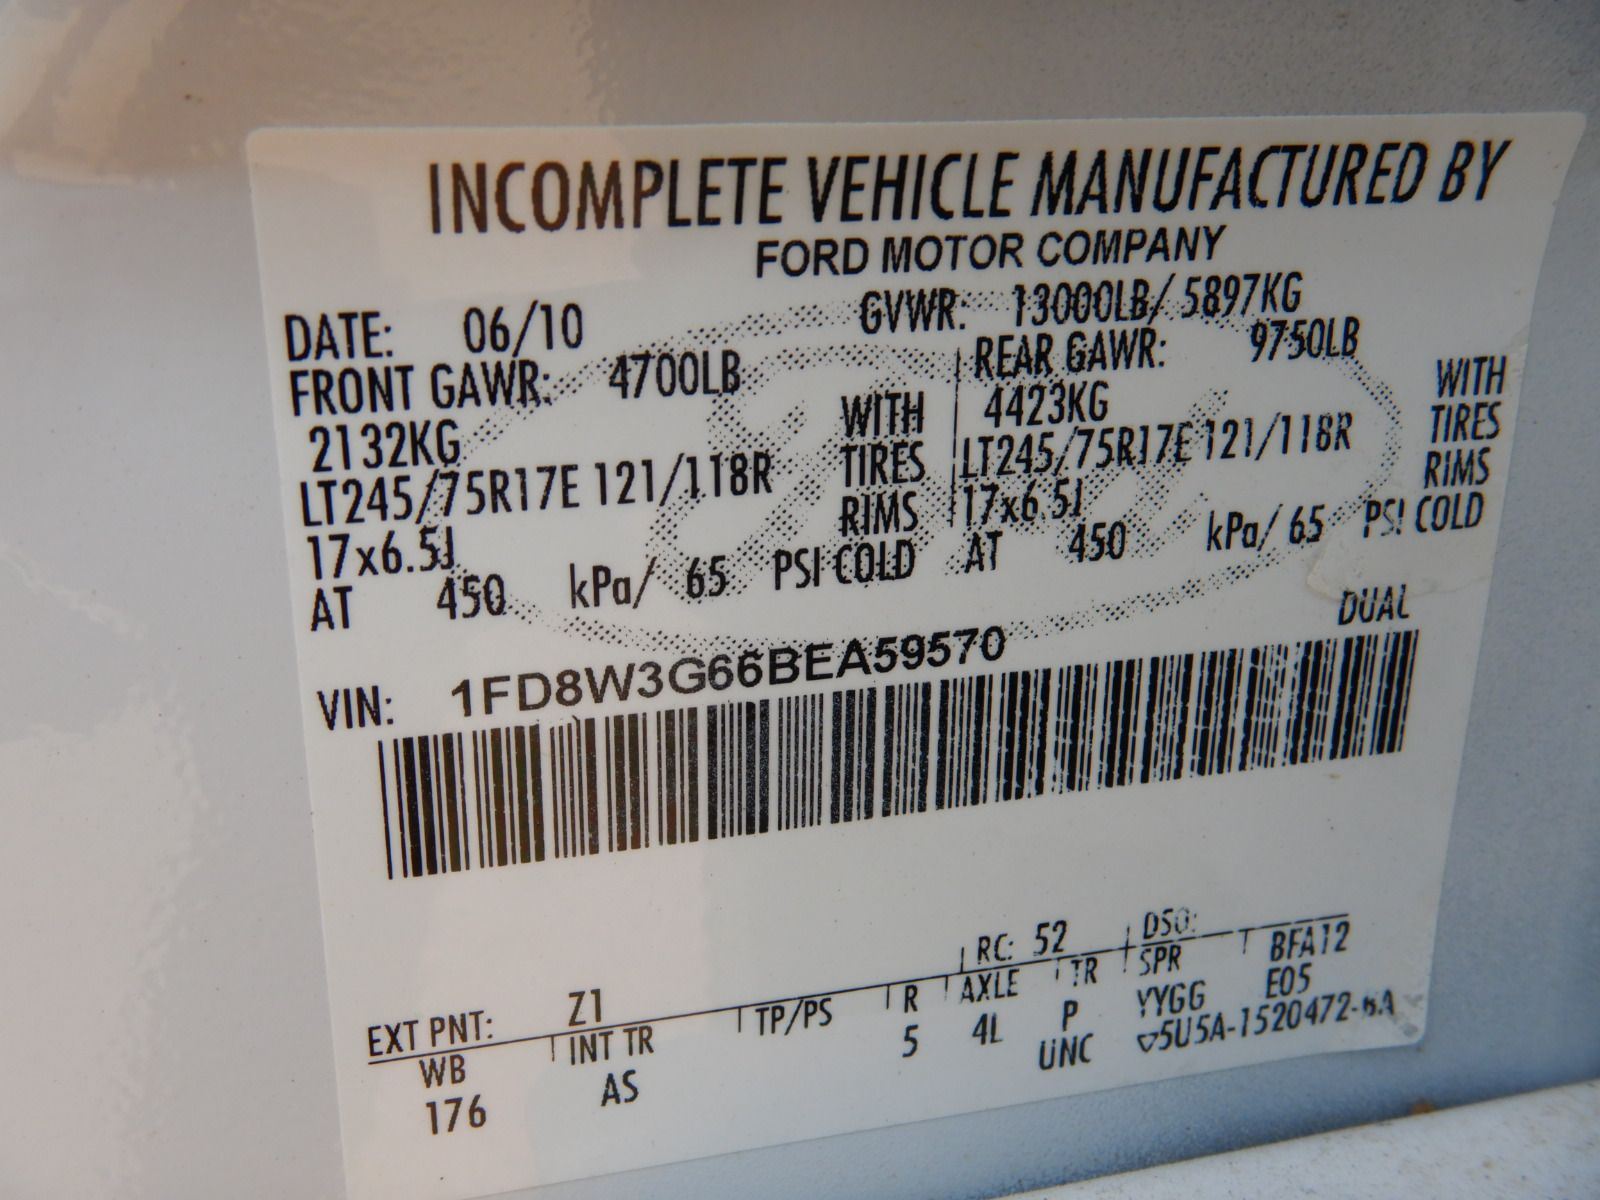 INCOMPLETE VEHICLE MANUFACTURED BY
FORD MOTOR COMPANY
DATE: 06/10 GVWR: 13000LB/ 5897KG
FRONT GAWR: 4700LB REAR GAWR: 9750LB
2132KG WITH 4423KG WITH
LT245/75R17E 121/118R TIRES LT245/75R17E 121/118R TIRES
17x6.5J RIMS 17x6.5J RIMS
AT 450 kPa/ 65 PSI COLD AT 450 kPa/ 65 PSI COLD
DUAL
VIN: 1FD8W3G66BEA59570
EXT PNT: Z1 RC: 52 DSO:
WB INT TR TP/PS R AXLE TR SPR BFA12
176 AS 5 4L P YYGG E05
UNC 5U5A-1520472-BA